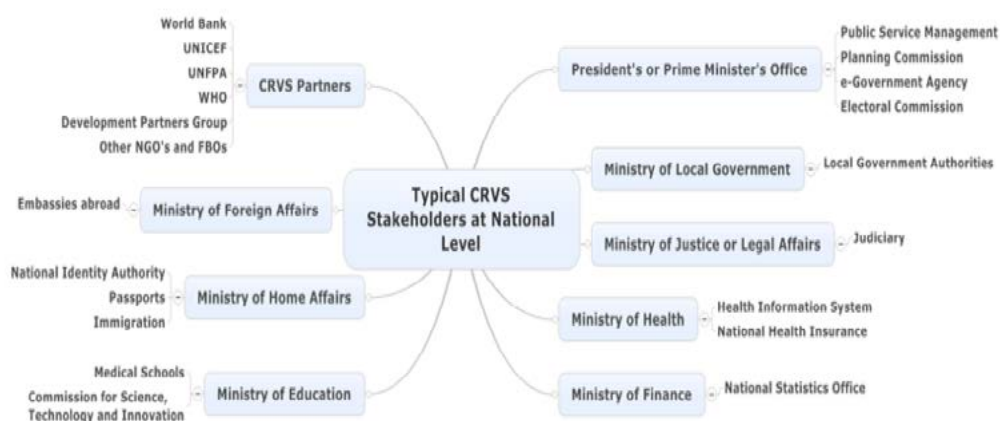 World Bank
UNICEF
UNFPA
WHO
Development Partners Group
Other NGO's and FBOs
CRVS Partners
Embassies abroad
Ministry of Foreign Affairs
National Identity Authority
Passports
Immigration
Ministry of Home Affairs
Medical Schools
Commission for Science,
Technology and Innovation
Ministry of Education
Typical CRVS
Stakeholders at National
Level
President's or Prime Minister's Office
Public Service Management
Planning Commission
e-Government Agency
Electoral Commission
Ministry of Local Government
Local Government Authorities
Ministry of Justice or Legal Affairs
Judiciary
Ministry of Health
Health Information System
National Health Insurance
Ministry of Finance
National Statistics Office